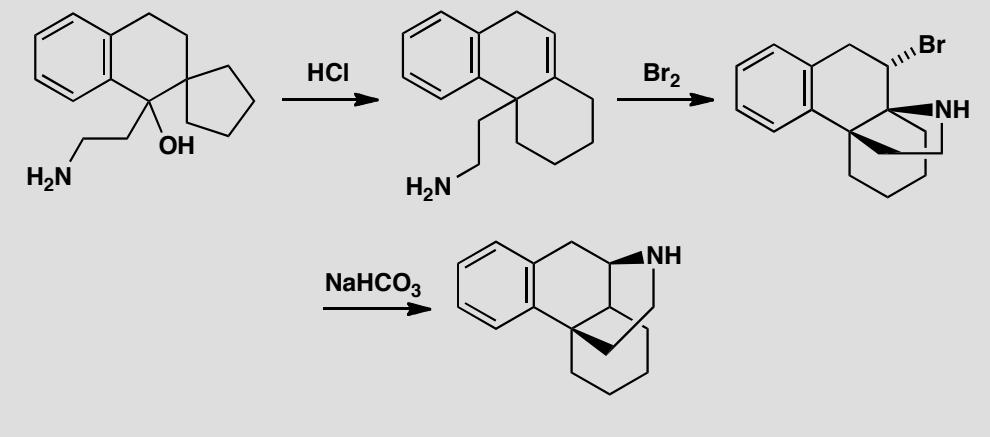 HCl
Br₂
Br
NH
OH
H₂N
H₂N
NaHCO₃
NH